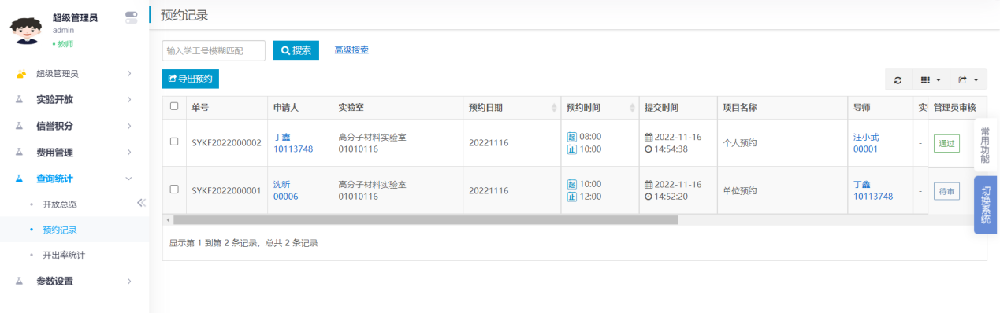 超级管理员
admin
•教师
超级管理员
实验开放
信誉积分
费用管理
查询统计
开放总览
预约记录
开出率统计
参数设置
预约记录
输入学工号模糊匹配
搜索
高级搜索
导出预约
单号 申请人 实验室 预约日期 预约时间 提交时间 项目名称 导师 管理员审核
SYKF2022000002 丁鑫 10113748 高分子材料实验室 01010116 20221116 起 08:00 止 10:00 2022-11-16 14:54:38 个人预约 汪小武 00001 - 通过
SYKF2022000001 沈昕 00006 高分子材料实验室 01010116 20221116 起 10:00 止 12:00 2022-11-16 14:52:20 单位预约 丁鑫 10113748 - 待审
显示第 1 到第 2 条记录，总共 2 条记录
常用功能
切换系统